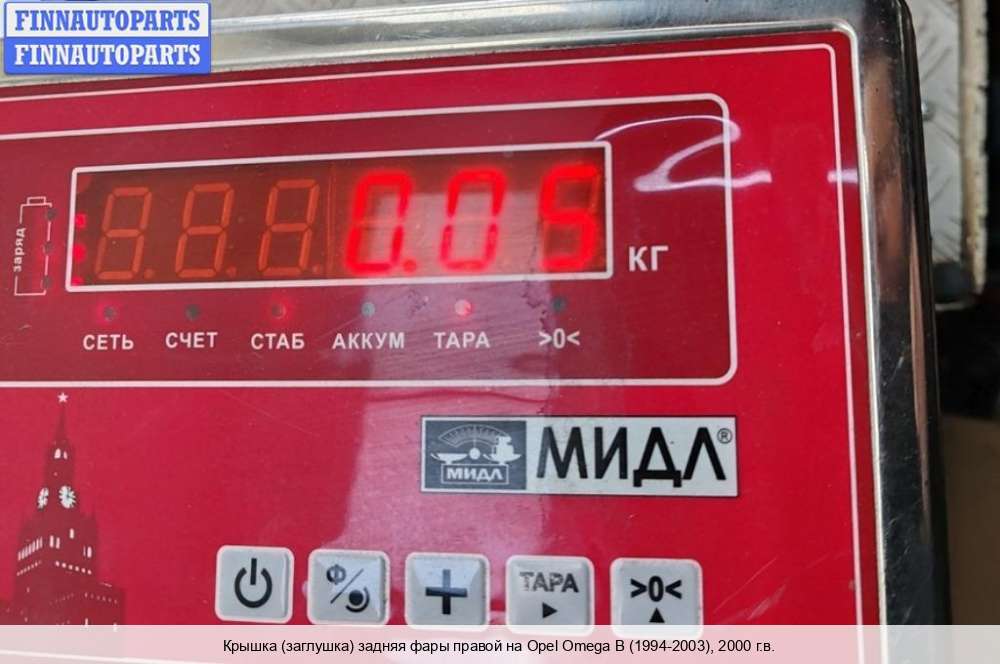 FINNAUTOPARTS
FINNAUTOPARTS
0.05
КГ
заряд
СЕТЬ СЧЕТ СТАБ АККУМ ТАРА >0<
МИДЛ МИДЛ®
Ф/ + ТАРА >0<
Крышка (заглушка) задняя фары правой на Opel Omega B (1994-2003), 2000 г.в.